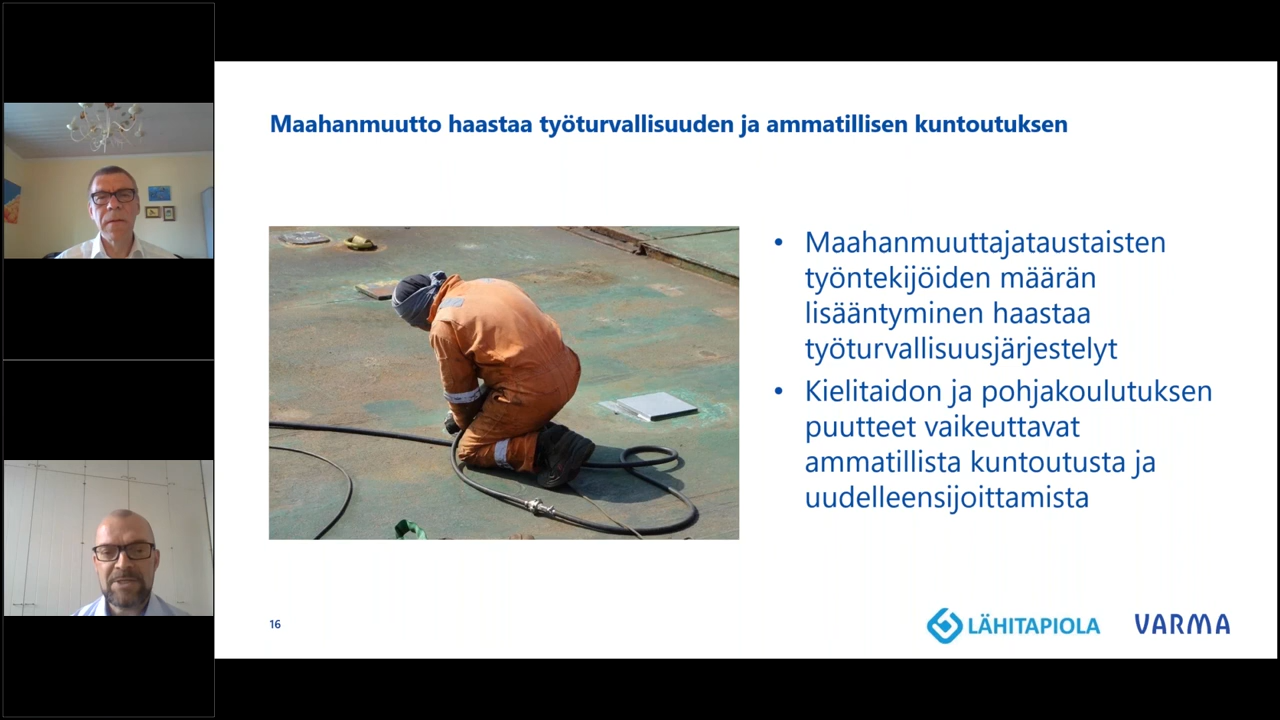 Maahanmuutto haastaa työturvallisuuden ja ammatillisen kuntoutuksen
• Maahanmuuttajataustaisten
työntekijöiden määrän
lisääntyminen haastaa
työturvallisuusjärjestelyt
• Kielitaidon ja pohjakoulutuksen
puutteet vaikeuttavat
ammatillista kuntoutusta ja
uudelleensijoittamista
16
LÄHITAPIOLA
VARMA